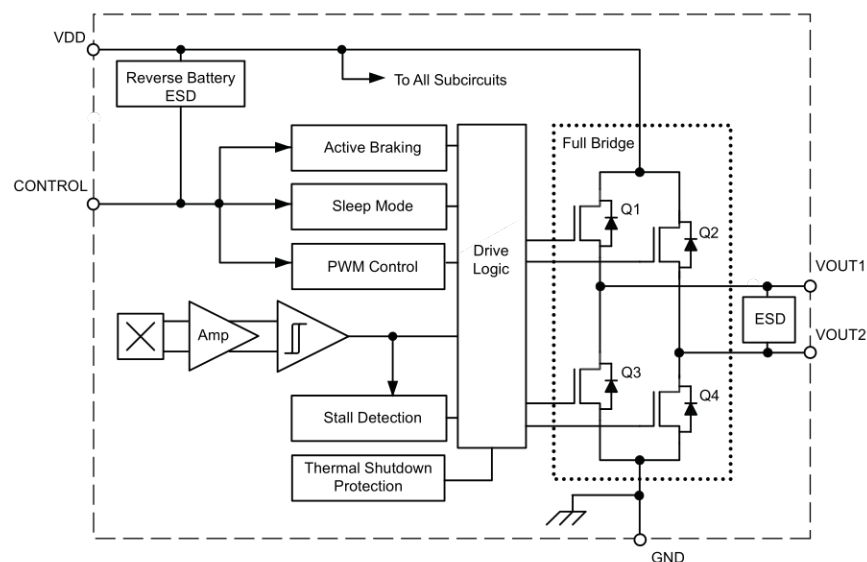 VDD
Reverse Battery
ESD
To All Subcircuits
Active Braking
Full Bridge
CONTROL
Sleep Mode
Q1
Q2
PWM Control
Drive
Logic
VOUT1
Amp
ESD
VOUT2
Q3
Q4
Stall Detection
Thermal Shutdown
Protection
GND